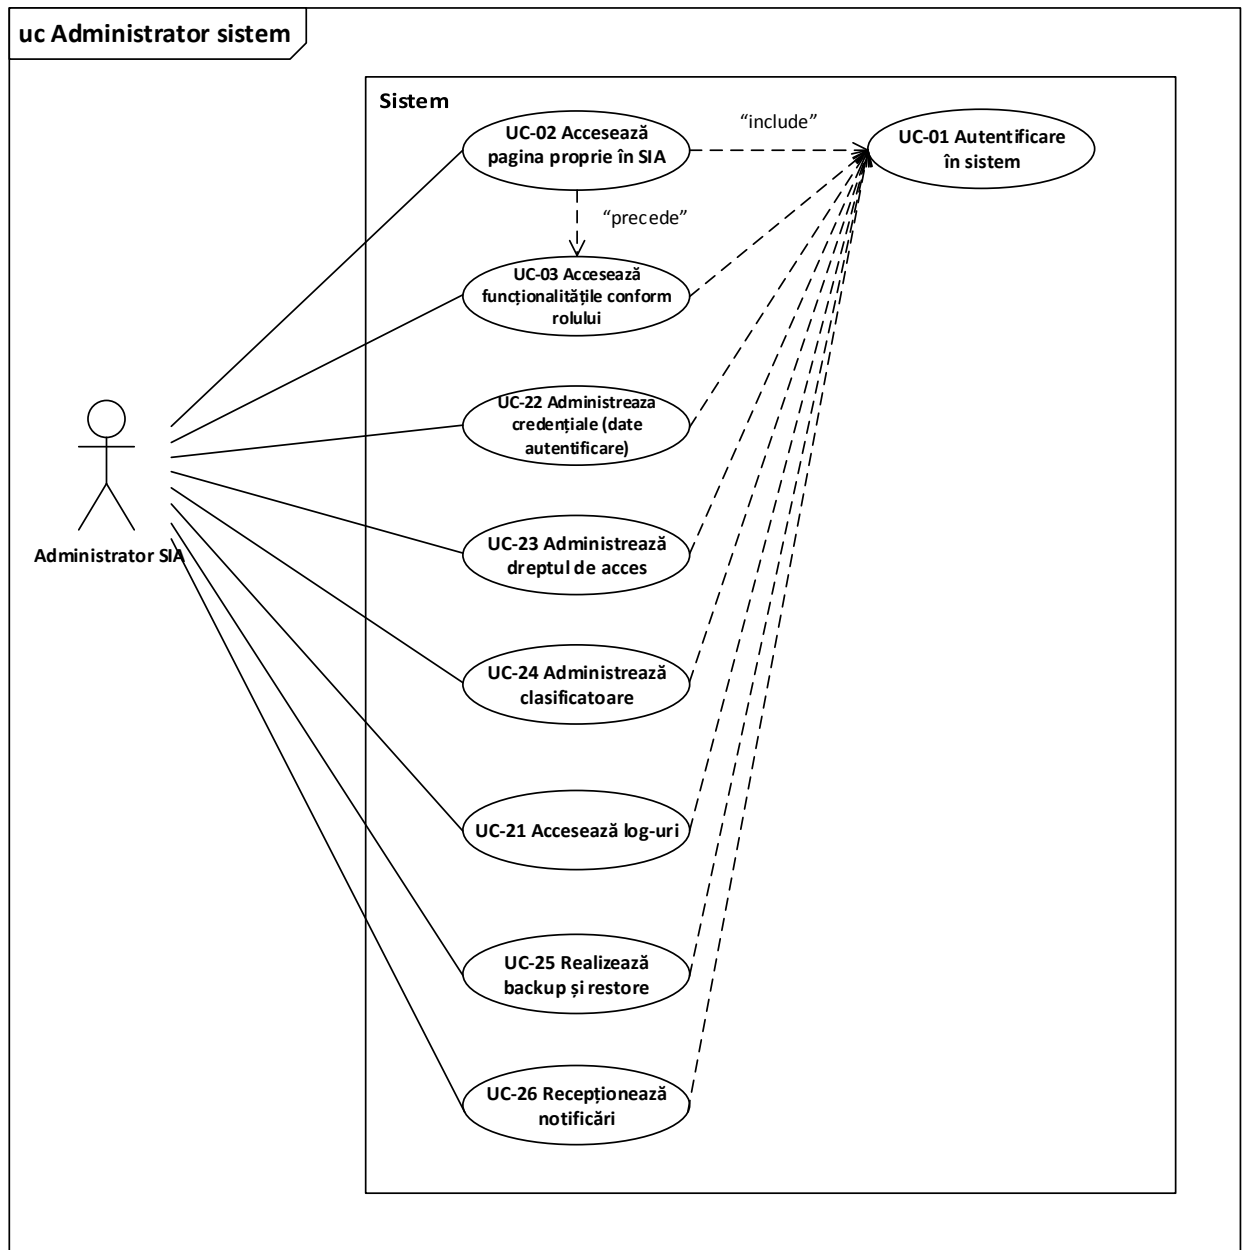 uc Administrator sistem
Sistem
UC-02 Accesează
pagina proprie în SIA
“include”
UC-01 Autentificare
în sistem
“precede”
UC-03 Accesează
funcționalitățile conform
rolului
UC-22 Administreaza
credențiale (date
autentificare)
UC-23 Administrează
dreptul de acces
Administrator SIA
UC-24 Administrează
clasificatoare
UC-21 Accesează log-uri
UC-25 Realizează
backup și restore
UC-26 Recepționează
notificări